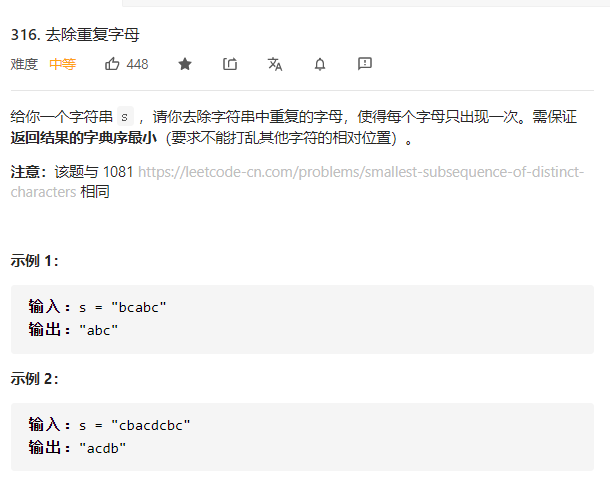 316. 去除重复字母
难度 中等 448
给你一个字符串 s ，请你去除字符串中重复的字母，使得每个字母只出现一次。需保证
返回结果的字典序最小（要求不能打乱其他字符的相对位置）。
注意：该题与 1081 https://leetcode-cn.com/problems/smallest-subsequence-of-distinct-
characters 相同
示例 1：
输入：s = "bcabc"
输出："abc"
示例 2：
输入：s = "cbacdcbc"
输出："acdb"